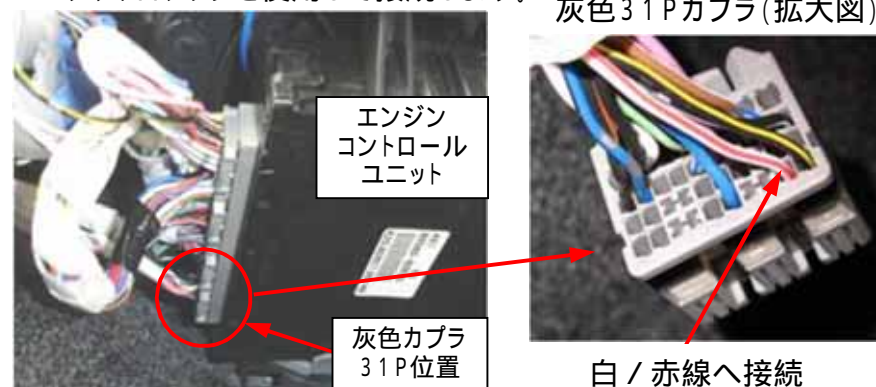 灰色31Pカプラ(拡大図)
エンジン
コントロール
ユニット
灰色カプラ
31P位置
白/赤線へ接続